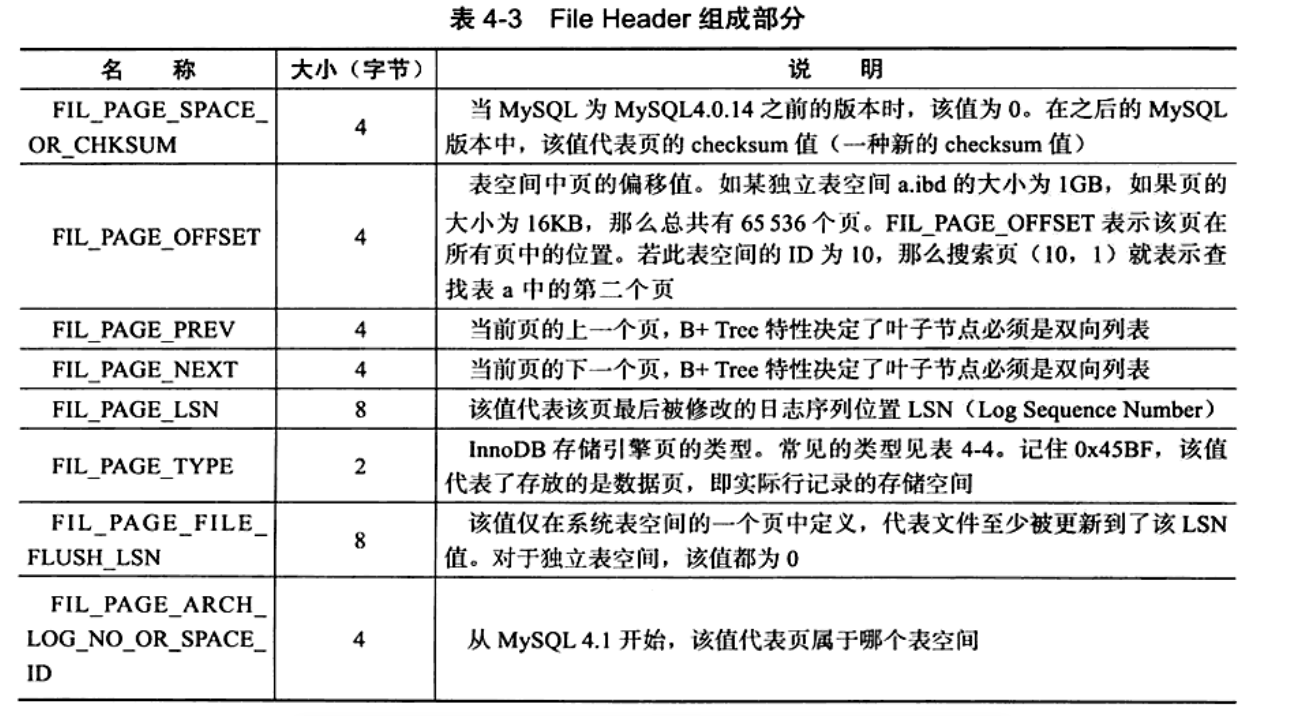 表 4-3 File Header 组成部分
名 称 大小（字节） 说 明
FIL_PAGE_SPACE_
OR_CHKSUM
4
当 MySQL 为 MySQL4.0.14 之前的版本时，该值为 0。在之后的 MySQL
版本中，该值代表页的 checksum 值（一种新的 checksum 值）
FIL_PAGE_OFFSET
4
表空间中页的偏移值。如某独立表空间 a.ibd 的大小为 1GB，如果页的
大小为 16KB，那么总共有 65 536 个页。FIL_PAGE_OFFSET 表示该页在
所有页中的位置。若此表空间的 ID 为 10，那么搜索页（10，1）就表示查
找表 a 中的第二个页
FIL_PAGE_PREV 4 当前页的上一个页，B+ Tree 特性决定了叶子节点必须是双向列表
FIL_PAGE_NEXT 4 当前页的下一个页，B+ Tree 特性决定了叶子节点必须是双向列表
FIL_PAGE_LSN 8 该值代表该页最后被修改的日志序列位置 LSN（Log Sequence Number）
FIL_PAGE_TYPE
2
InnoDB 存储引擎页的类型。常见的类型见表 4-4。记住 0x45BF，该值
代表了存放的是数据页，即实际行记录的存储空间
FIL_PAGE_FILE_
FLUSH_LSN
8
该值仅在系统表空间的一个页中定义，代表文件至少被更新到了该 LSN
值。对于独立表空间，该值都为 0
FIL_PAGE_ARCH_
LOG_NO_OR_SPACE_
ID
4
从 MySQL 4.1 开始，该值代表页属于哪个表空间